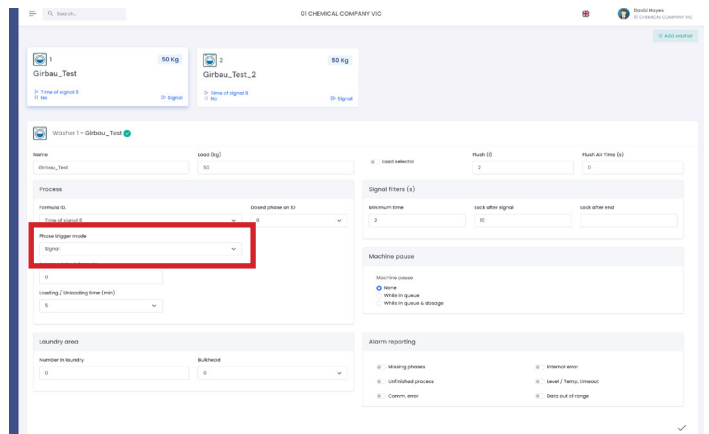 Search...
01 CHEMICAL COMPANY VIC
David Hayes
01 CHEMICAL COMPANY VIC
Add washer
1
50 Kg
Girbau_Test
Time of signal 8
No
Signal
2
50 Kg
Girbau_Test_2
Time of signal 8
No
Signal
Washer 1 - Girbau_Test
Name
Load (kg)
Load selector
Flush (l)
Flush Air Time (s)
Girbau_Test
50
2
0
Process
Signal filters (s)
Formula ID.
Dosed phase on ID
Minimum time
Lock after signal
Lock after end
Time of signal 8
2
10
Phase trigger mode
Signal
Machine pause
0
Machine pause
None
While in queue
While in queue & dosage
Loading / Unloading time (min)
5
Laundry area
Alarm reporting
Number in laundry
Bulkhead
0
0
Missing phases
Internal error
Unfinished process
Level / Temp. timeout
Comm. error
Data out of range